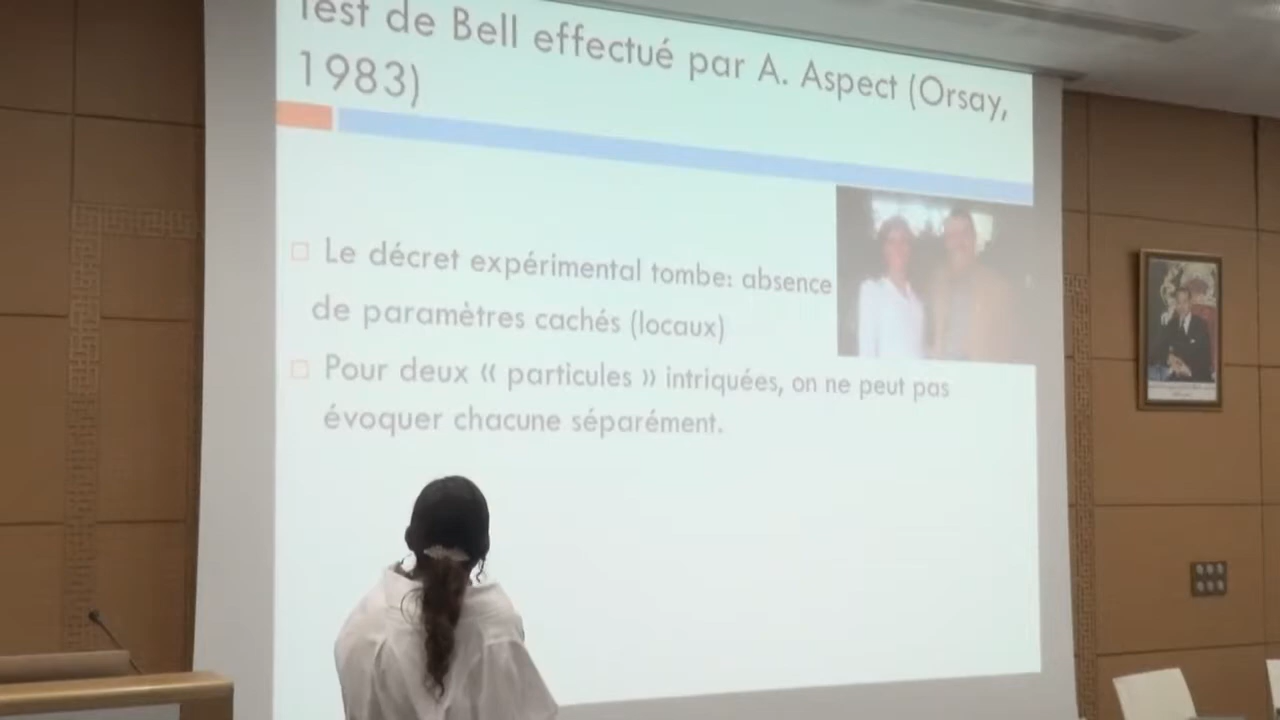 Test de Bell effectué par A. Aspect (Orsay,
1983)
Le décret expérimental tombe: absence
de paramètres cachés (locaux)
Pour deux « particules » intriquées, on ne peut pas
évoquer chacune séparément.